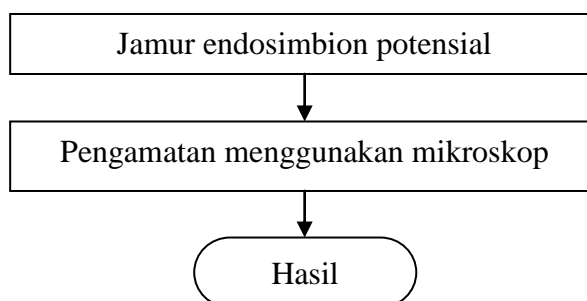 Jamur endosimbion potensial
Pengamatan menggunakan mikroskop
Hasil